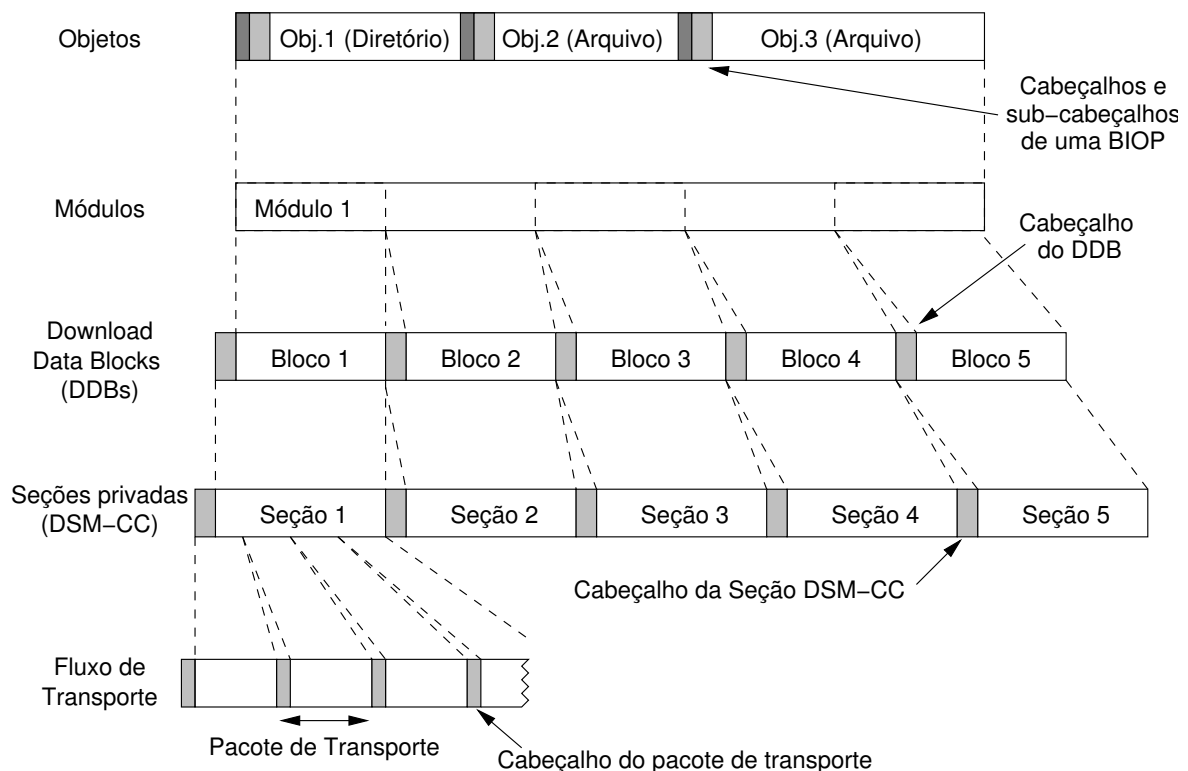 Objetos
Obj.1 (Diretório)
Obj.2 (Arquivo)
Obj.3 (Arquivo)
Cabeçalhos e
sub−cabeçalhos
de uma BIOP
Módulos
Módulo 1
Cabeçalho
do DDB
Download
Data Blocks
(DDBs)
Bloco 1
Bloco 2
Bloco 3
Bloco 4
Bloco 5
Seções privadas
(DSM−CC)
Seção 1
Seção 2
Seção 3
Seção 4
Seção 5
Cabeçalho da Seção DSM−CC
Fluxo de
Transporte
Pacote de Transporte
Cabeçalho do pacote de transporte